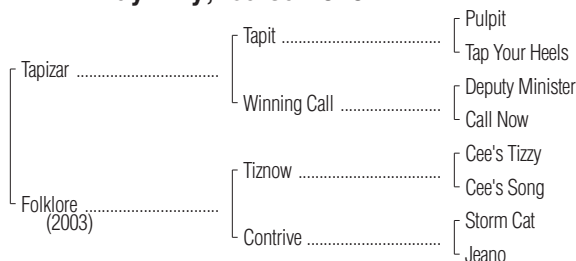 Tapit
Pulpit
Tap Your Heels
Tapizar
Winning Call
Deputy Minister
Call Now
Tiznow
Cee's Tizzy
Cee's Song
Folklore
(2003)
Contrive
Storm Cat
Jeano